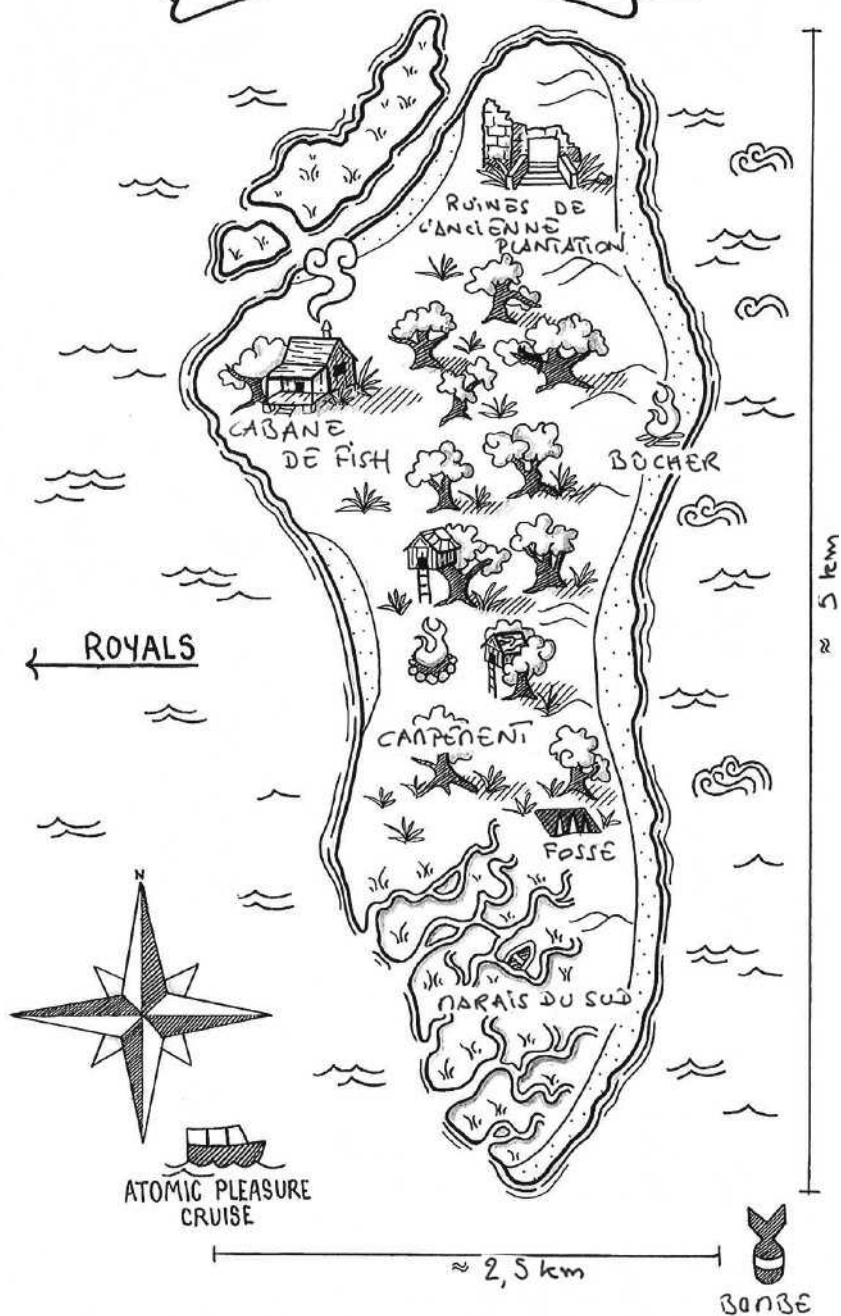 RUINES DE
L'ANCIENNE
PLANTATION
CABANE
DE FISH
BÛCHER
≈ 5 km
ROYALS
CAMPEMENT
FOSSE
MARAIS DU SUD
N
ATOMIC PLEASURE
CRUISE
≈ 2,5 km
BOMBE